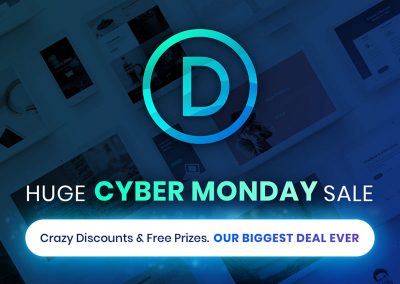 D
HUGE CYBER MONDAY SALE
Crazy Discounts & Free Prizes. OUR BIGGEST DEAL EVER